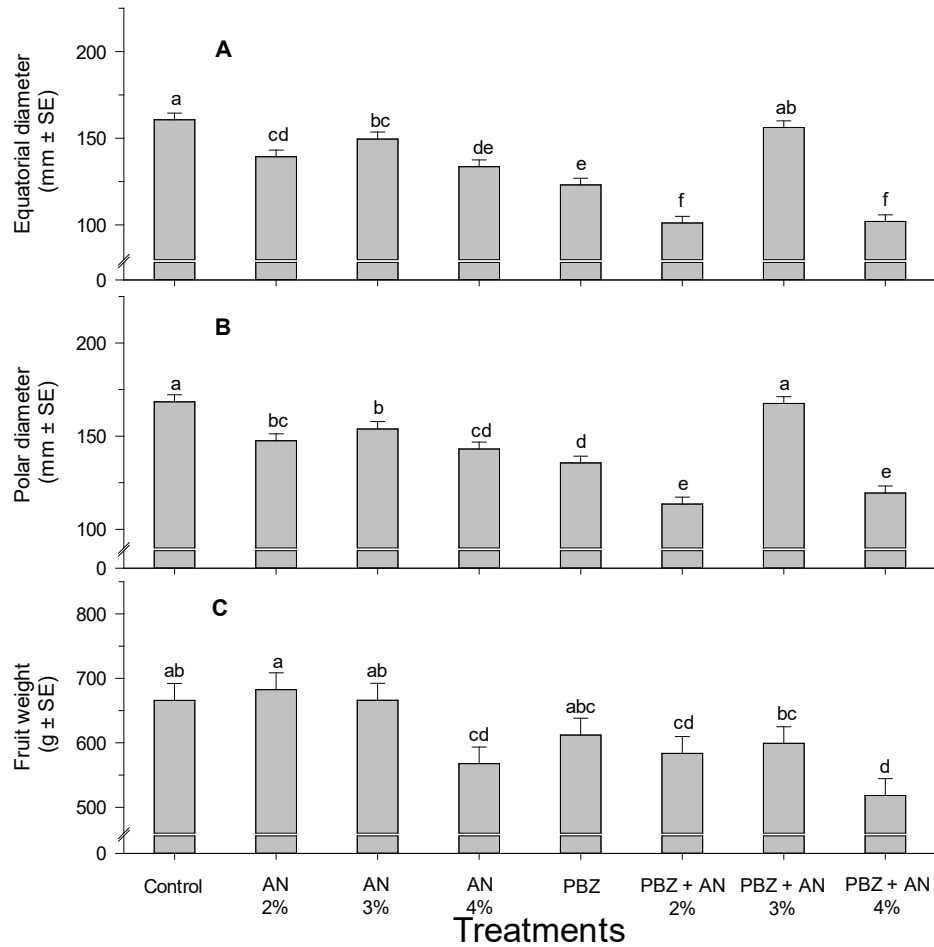 A
Equatorial diameter
(mm ± SE)
200
150
100
0
a
cd
bc
de
e
f
ab
f
B
Polar diameter
(mm ± SE)
200
150
100
0
a
bc
b
cd
d
e
a
e
C
Fruit weight
(g ± SE)
800
700
600
500
0
ab
a
ab
cd
abc
cd
bc
d
Control
AN
2%
AN
3%
AN
4%
PBZ
PBZ + AN
2%
PBZ + AN
3%
PBZ + AN
4%
Treatments